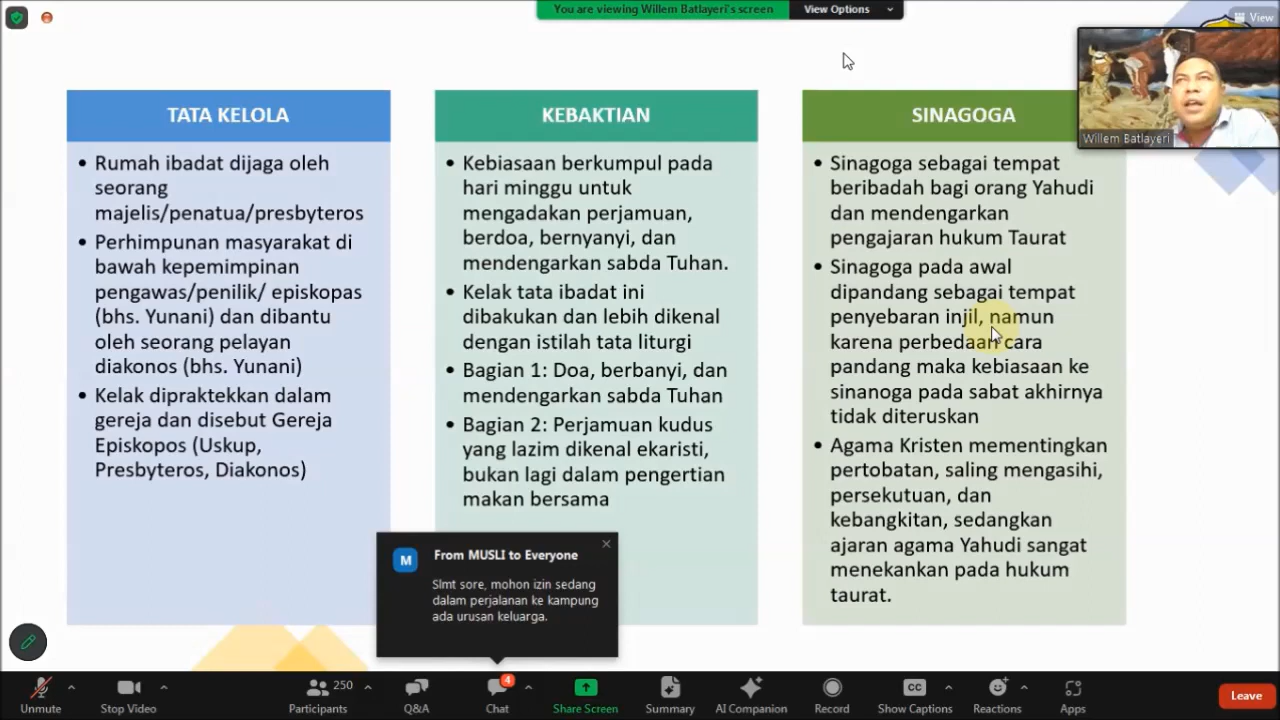 You are viewing Willem Batlayeri's screen
View Options
View
Willem Batlayeri
TATA KELOLA
• Rumah ibadat dijaga oleh
seorang
majelis/penatua/presbyteros
• Perhimpunan masyarakat di
bawah kepemimpinan
pengawas/penilik/ episkopas
(bhs. Yunani) dan dibantu
oleh seorang pelayan
diakonos (bhs. Yunani)
• Kelak dipraktekkan dalam
gereja dan disebut Gereja
Episkopos (Uskup,
Presbyteros, Diakonos)
KEBAKTIAN
• Kebiasaan berkumpul pada
hari minggu untuk
mengadakan perjamuan,
berdoa, bernyanyi, dan
mendengarkan sabda Tuhan.
• Kelak tata ibadat ini
dibakukan dan lebih dikenal
dengan istilah tata liturgi
• Bagian 1: Doa, berbanyi, dan
mendengarkan sabda Tuhan
• Bagian 2: Perjamuan kudus
yang lazim dikenal ekaristi,
bukan lagi dalam pengertian
makan bersama
SINAGOGA
• Sinagoga sebagai tempat
beribadah bagi orang Yahudi
dan mendengarkan
pengajaran hukum Taurat
• Sinagoga pada awal
dipandang sebagai tempat
penyebaran injil, namun
karena perbedaan cara
pandang maka kebiasaan ke
sinanoga pada sabat akhirnya
tidak diteruskan
• Agama Kristen mementingkan
pertobatan, saling mengasihi,
persekutuan, dan
kebangkitan, sedangkan
ajaran agama Yahudi sangat
menekankan pada hukum
taurat.
M
From MUSLI to Everyone
Slmt sore, mohon izin sedang
dalam perjalanan ke kampung
ada urusan keluarga.
Unmute
Stop Video
250
Participants
Q&A
4
Chat
Share Screen
Summary
AI Companion
Record
CC
Show Captions
Reactions
Apps
Leave